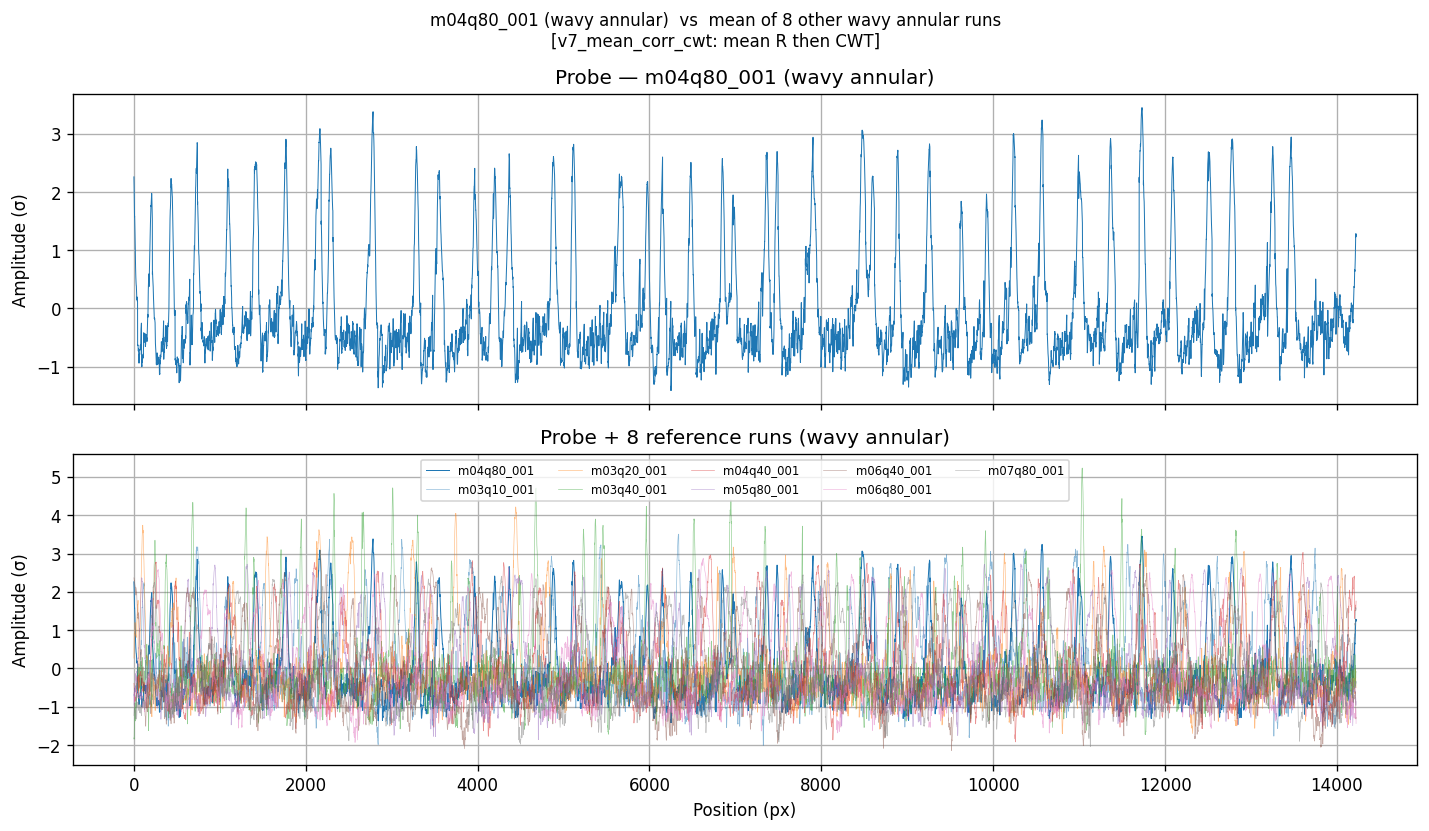 m04q80_001 (wavy annular)  vs  mean of 8 other wavy annular runs
[v7_mean_corr_cwt: mean R then CWT]
Probe — m04q80_001 (wavy annular)
Amplitude (σ)
3
2
1
0
−1
Probe + 8 reference runs (wavy annular)
Amplitude (σ)
5
4
3
2
1
0
−1
−2
m04q80_001 m03q20_001 m04q40_001 m06q40_001 m07q80_001
m03q10_001 m03q40_001 m05q80_001 m06q80_001
0 2000 4000 6000 8000 10000 12000 14000
Position (px)